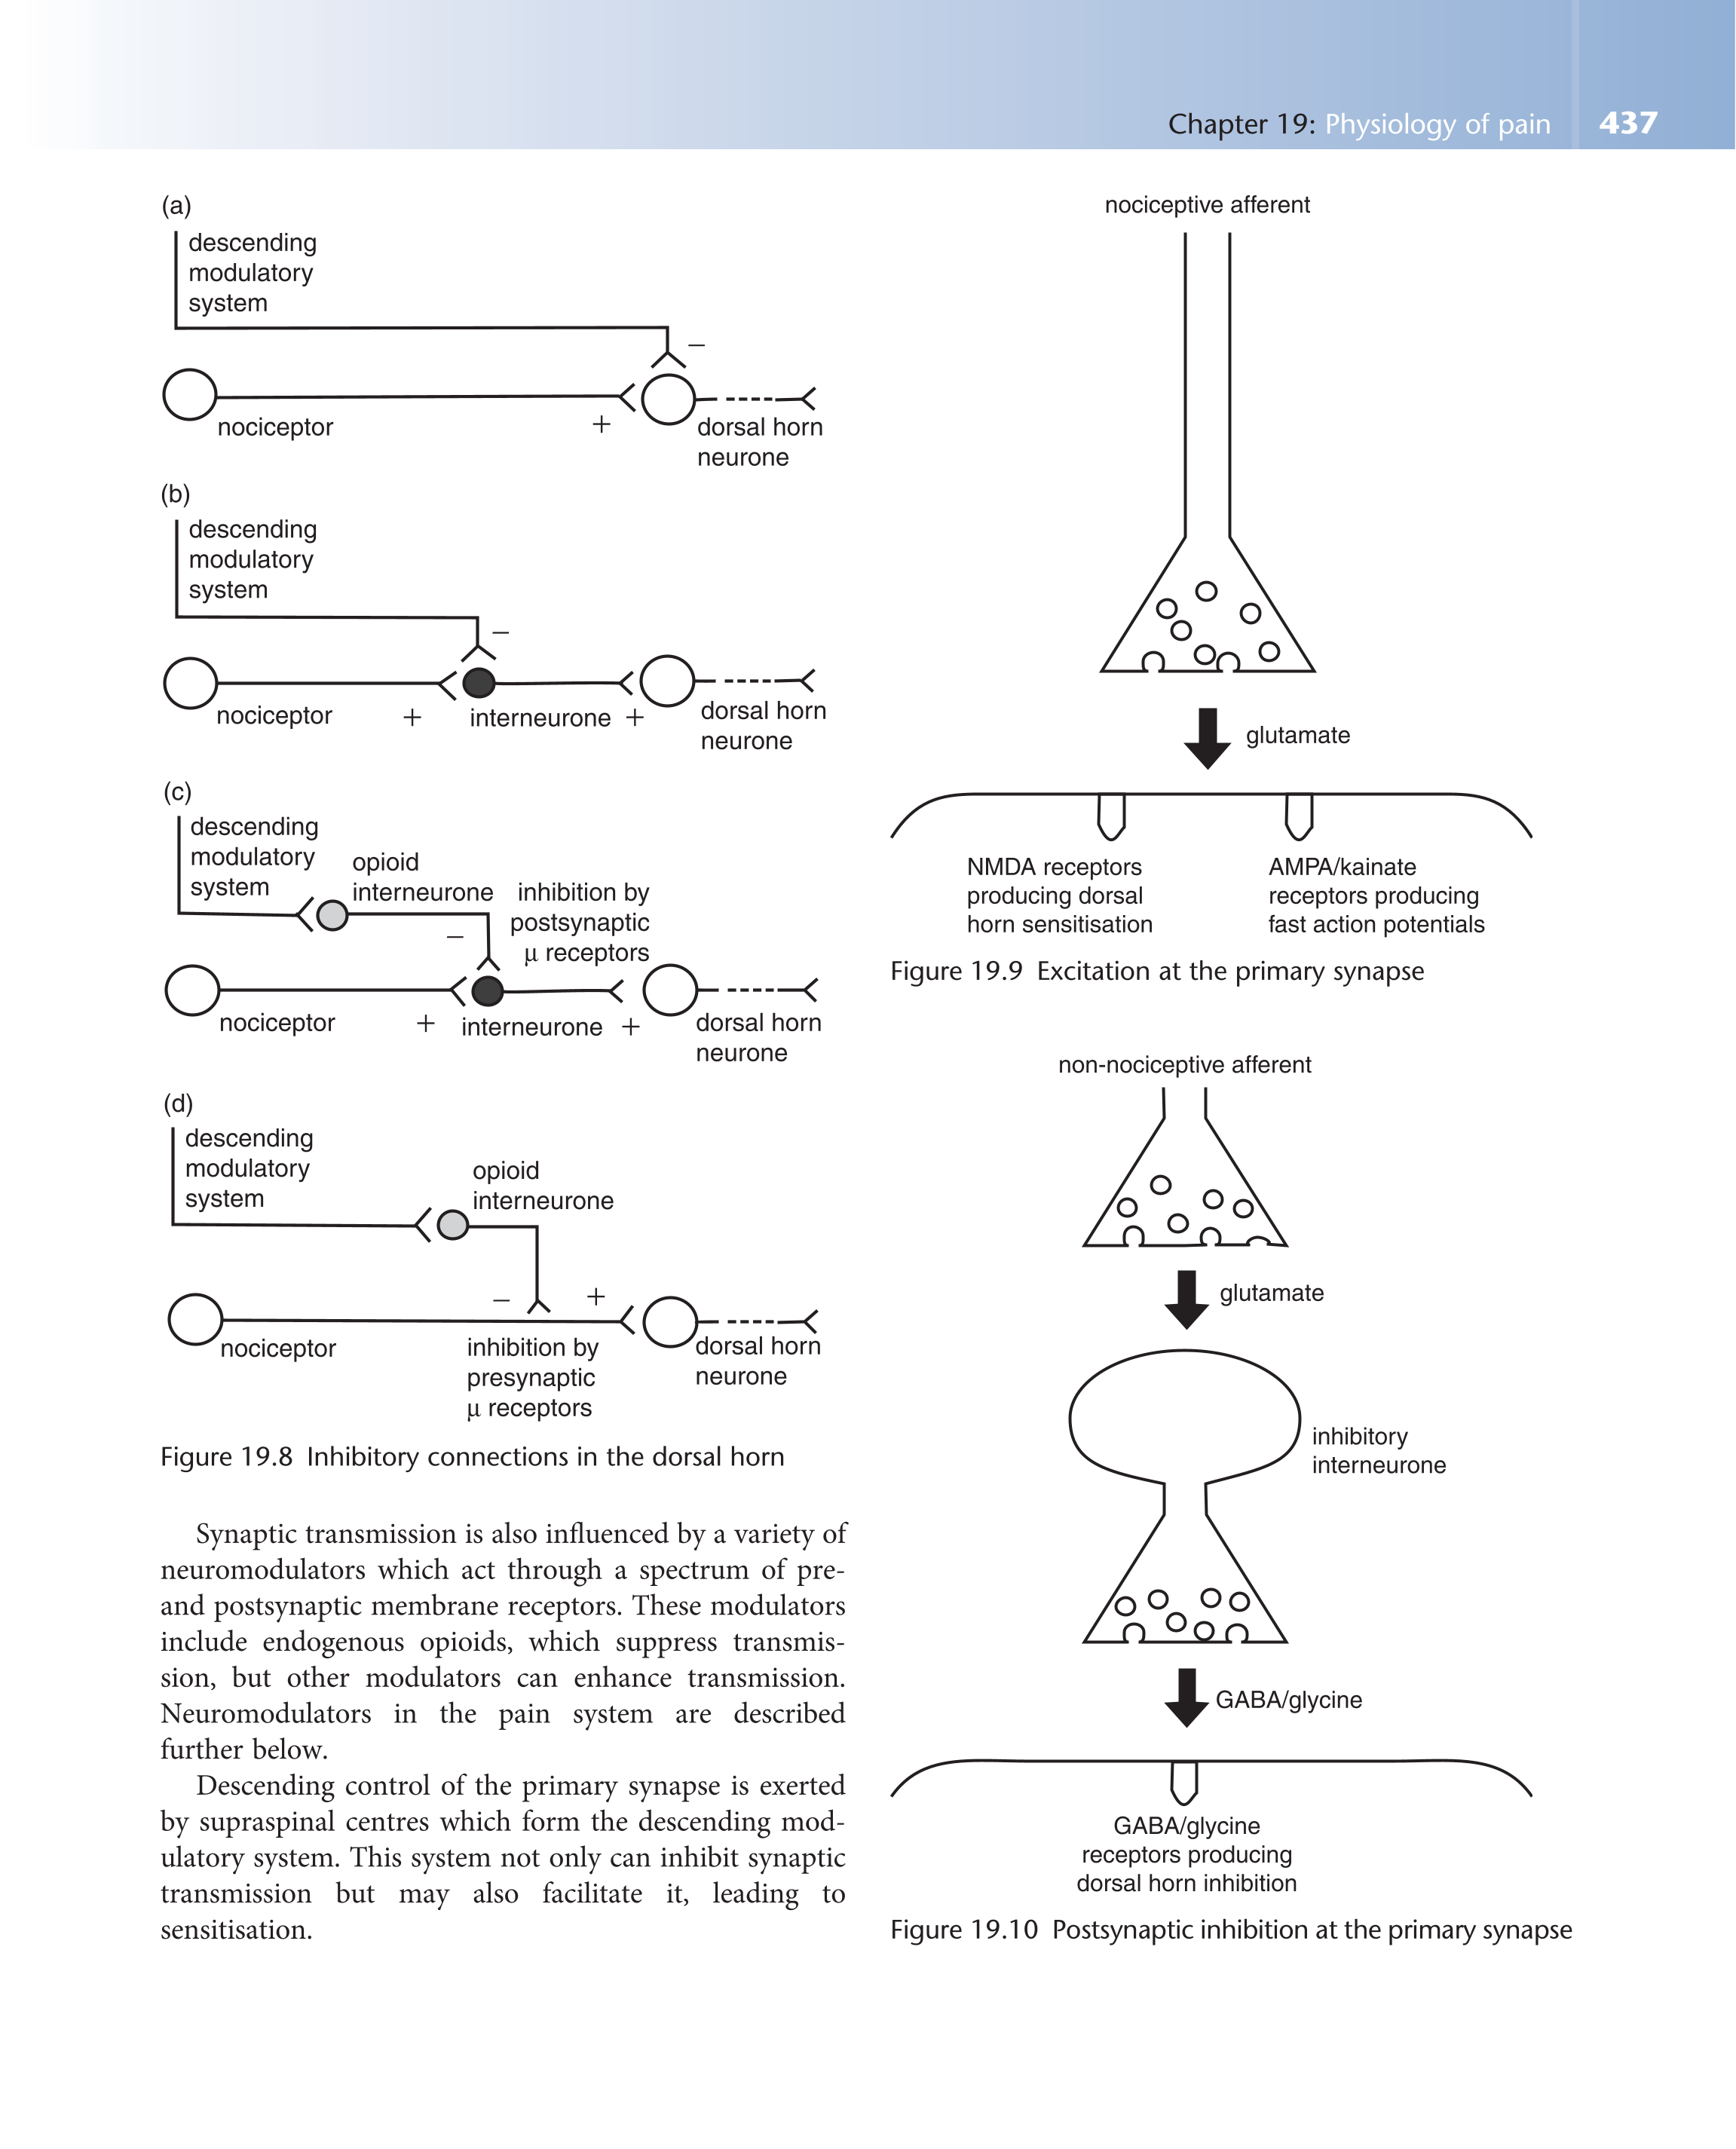 Chapter 19: Physiology of pain 437
(a)
descending
modulatory
system
–
nociceptor
+
dorsal horn
neurone
(b)
descending
modulatory
system
–
nociceptor + interneurone +
dorsal horn
neurone
(c)
descending
modulatory
system
opioid
interneurone
–
inhibition by
postsynaptic
μ receptors
nociceptor + interneurone +
dorsal horn
neurone
(d)
descending
modulatory
system
opioid
interneurone
– +
nociceptor
inhibition by
presynaptic
μ receptors
dorsal horn
neurone
Figure 19.8 Inhibitory connections in the dorsal horn
Synaptic transmission is also influenced by a variety of
neuromodulators which act through a spectrum of pre-
and postsynaptic membrane receptors. These modulators
include endogenous opioids, which suppress transmis-
sion, but other modulators can enhance transmission.
Neuromodulators in the pain system are described
further below.
Descending control of the primary synapse is exerted
by supraspinal centres which form the descending mod-
ulatory system. This system not only can inhibit synaptic
transmission but may also facilitate it, leading to
sensitisation.
nociceptive afferent
glutamate
NMDA receptors
producing dorsal
horn sensitisation
AMPA/kainate
receptors producing
fast action potentials
Figure 19.9 Excitation at the primary synapse
non-nociceptive afferent
glutamate
inhibitory
interneurone
GABA/glycine
GABA/glycine
receptors producing
dorsal horn inhibition
Figure 19.10 Postsynaptic inhibition at the primary synapse